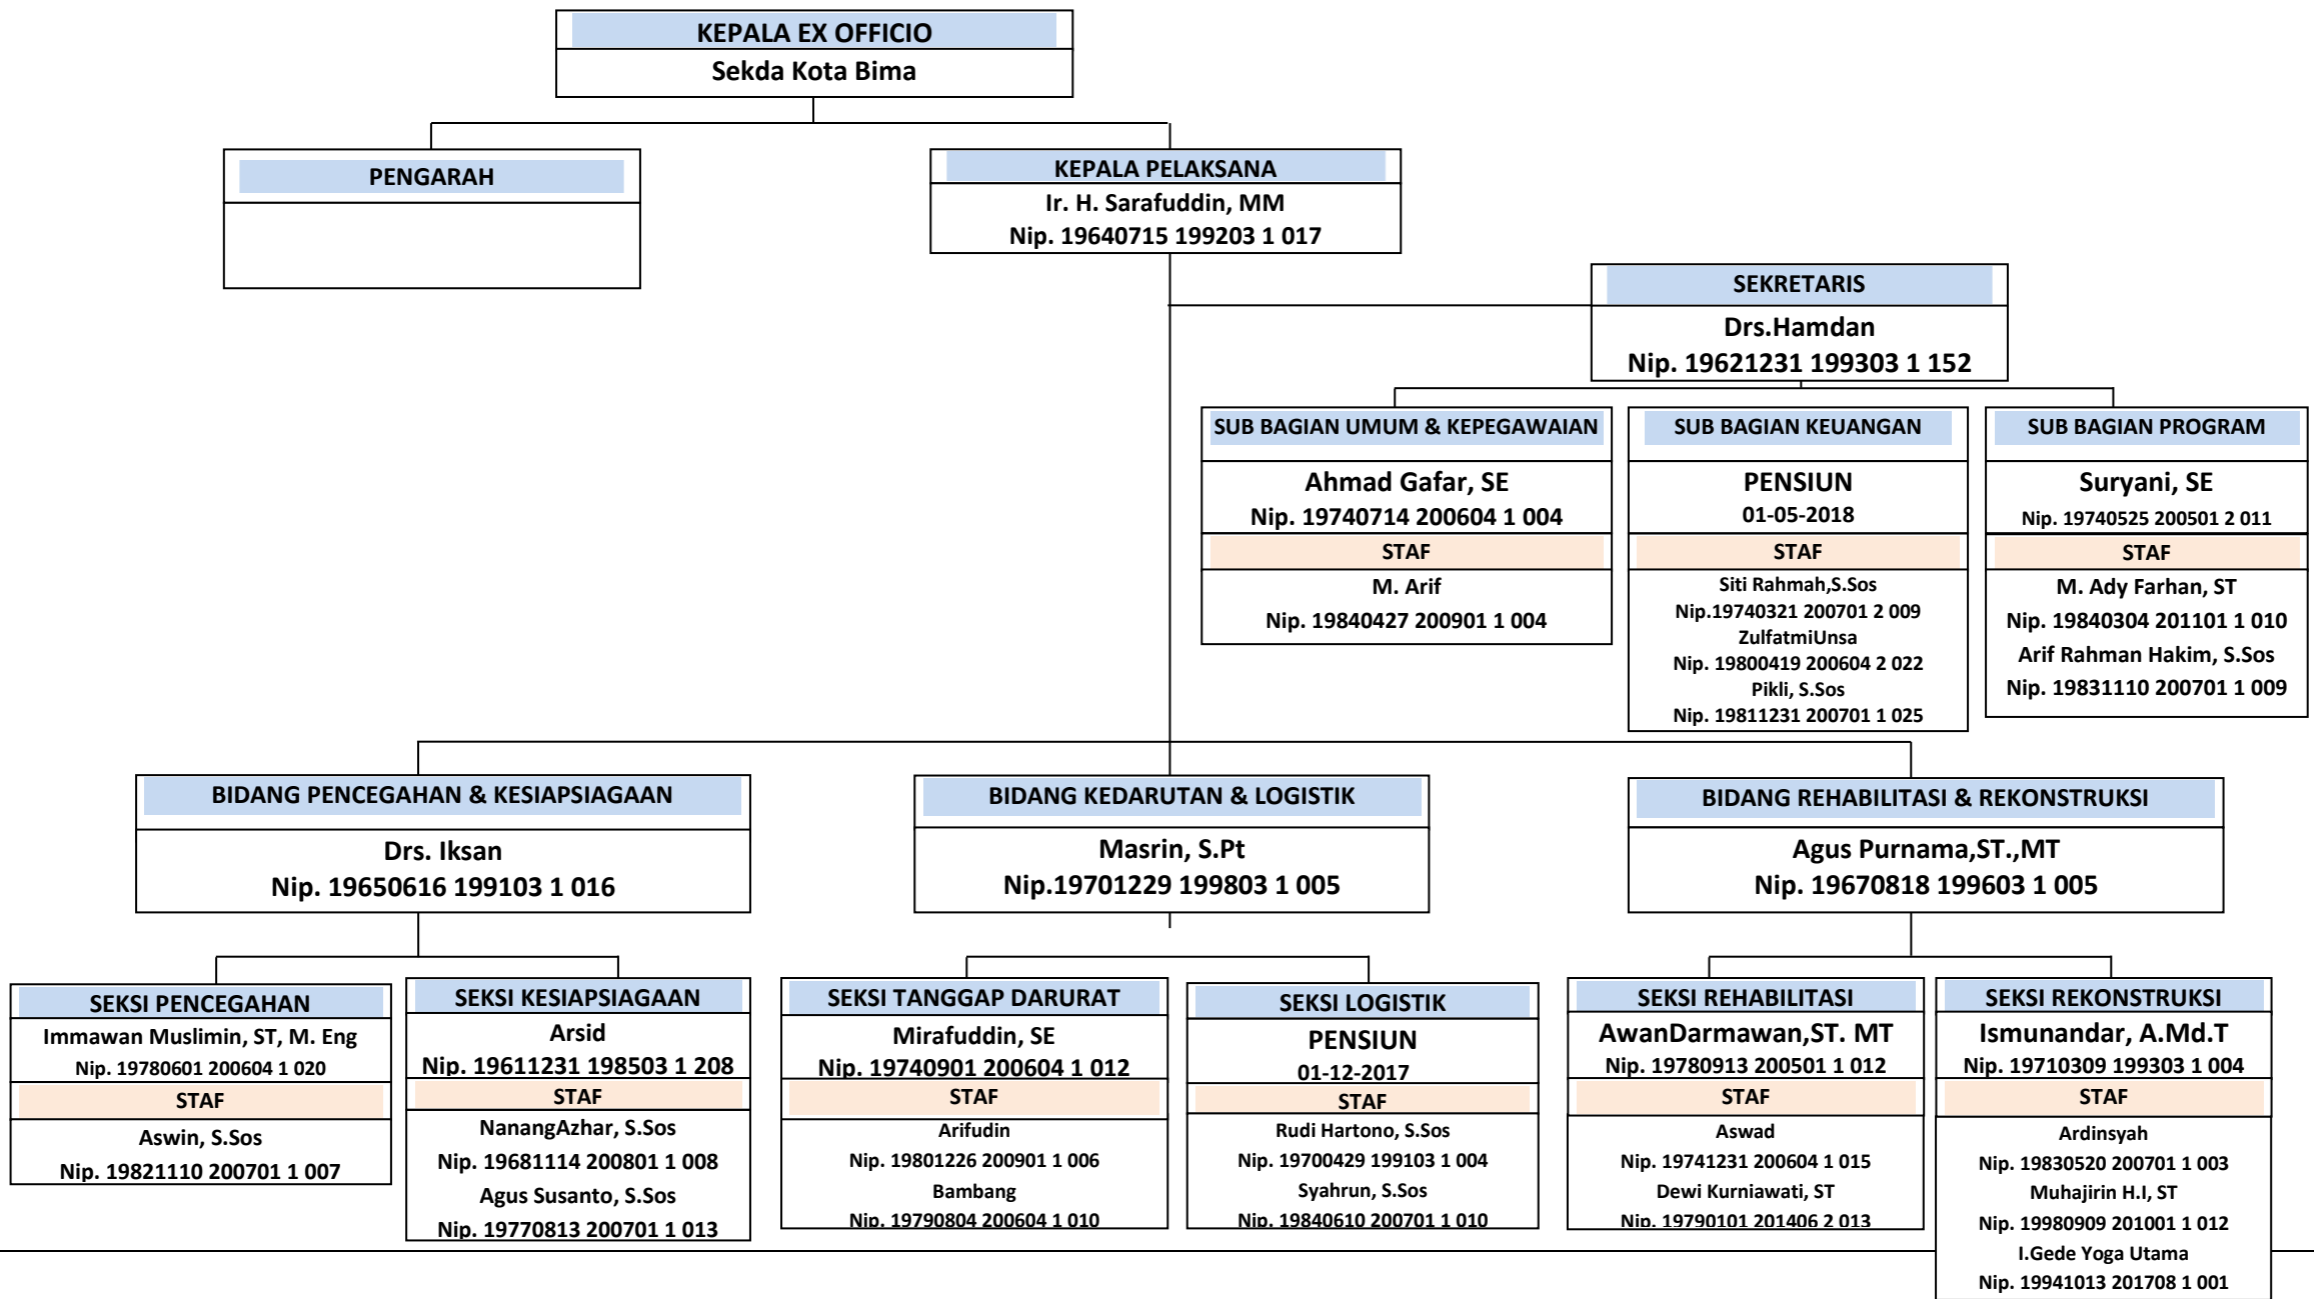 KEPALA EX OFFICIO
Sekda Kota Bima
PENGARAH
KEPALA PELAKSANA
Ir. H. Sarafuddin, MM
Nip. 19640715 199203 1 017
SEKRETARIS
Drs.Hamdan
Nip. 19621231 199303 1 152
SUB BAGIAN UMUM & KEPEGAWAIAN
Ahmad Gafar, SE
Nip. 19740714 200604 1 004
STAF
M. Arif
Nip. 19840427 200901 1 004
SUB BAGIAN KEUANGAN
PENSIUN
01-05-2018
STAF
Siti Rahmah,S.Sos
Nip.19740321 200701 2 009
ZulfatmiUnsa
Nip. 19800419 200604 2 022
Pikli, S.Sos
Nip. 19811231 200701 1 025
SUB BAGIAN PROGRAM
Suryani, SE
Nip. 19740525 200501 2 011
STAF
M. Ady Farhan, ST
Nip. 19840304 201101 1 010
Arif Rahman Hakim, S.Sos
Nip. 19831110 200701 1 009
BIDANG PENCEGAHAN & KESIAPSIAGAAN
Drs. Iksan
Nip. 19650616 199103 1 016
BIDANG KEDARUTAN & LOGISTIK
Masrin, S.Pt
Nip.19701229 199803 1 005
BIDANG REHABILITASI & REKONSTRUKSI
Agus Purnama,ST.,MT
Nip. 19670818 199603 1 005
SEKSI PENCEGAHAN
Immawan Muslimin, ST, M. Eng
Nip. 19780601 200604 1 020
STAF
Aswin, S.Sos
Nip. 19821110 200701 1 007
SEKSI KESIAPSIAGAAN
Arsid
Nip. 19611231 198503 1 208
STAF
NanangAzhar, S.Sos
Nip. 19681114 200801 1 008
Agus Susanto, S.Sos
Nip. 19770813 200701 1 013
SEKSI TANGGAP DARURAT
Mirafuddin, SE
Nip. 19740901 200604 1 012
STAF
Arifudin
Nip. 19801226 200901 1 006
Bambang
Nip. 19790804 200604 1 010
SEKSI LOGISTIK
PENSIUN
01-12-2017
STAF
Rudi Hartono, S.Sos
Nip. 19700429 199103 1 004
Syahrun, S.Sos
Nip. 19840610 200701 1 010
SEKSI REHABILITASI
AwanDarmawan,ST. MT
Nip. 19780913 200501 1 012
STAF
Aswad
Nip. 19741231 200604 1 015
Dewi Kurniawati, ST
Nip. 19790101 201406 2 013
SEKSI REKONSTRUKSI
Ismunandar, A.Md.T
Nip. 19710309 199303 1 004
STAF
Ardinsyah
Nip. 19830520 200701 1 003
Muhajirin H.I, ST
Nip. 19980909 201001 1 012
I.Gede Yoga Utama
Nip. 19941013 201708 1 001